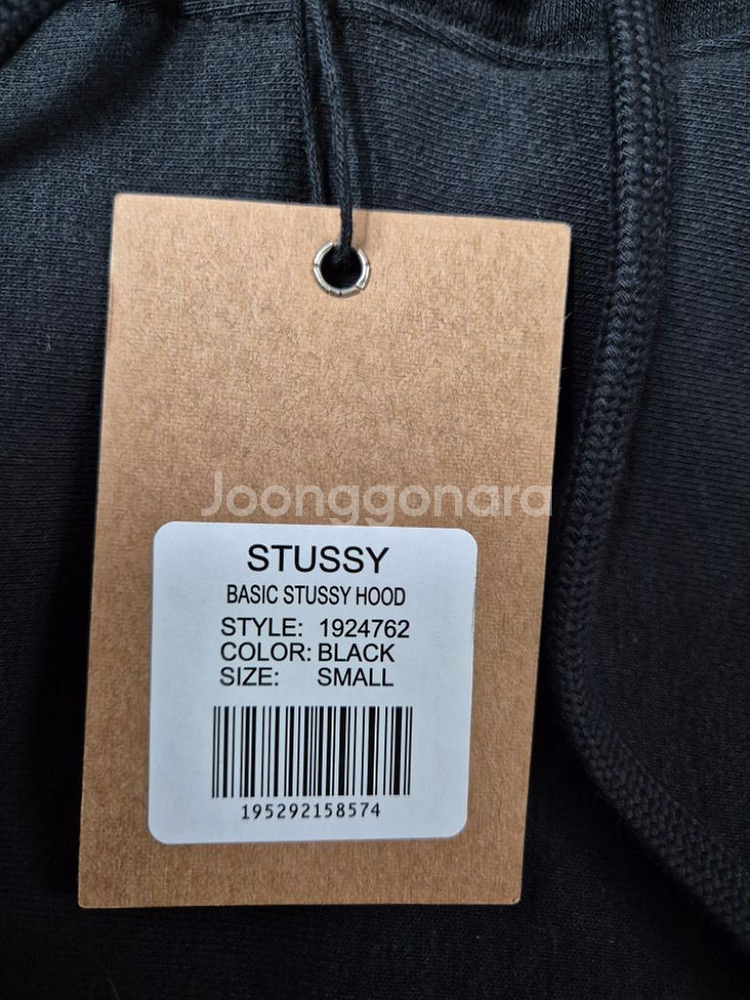 Joonggonara
STUSSY
BASIC STUSSY HOOD
STYLE: 1924762
COLOR: BLACK
SIZE: SMALL
195292158574